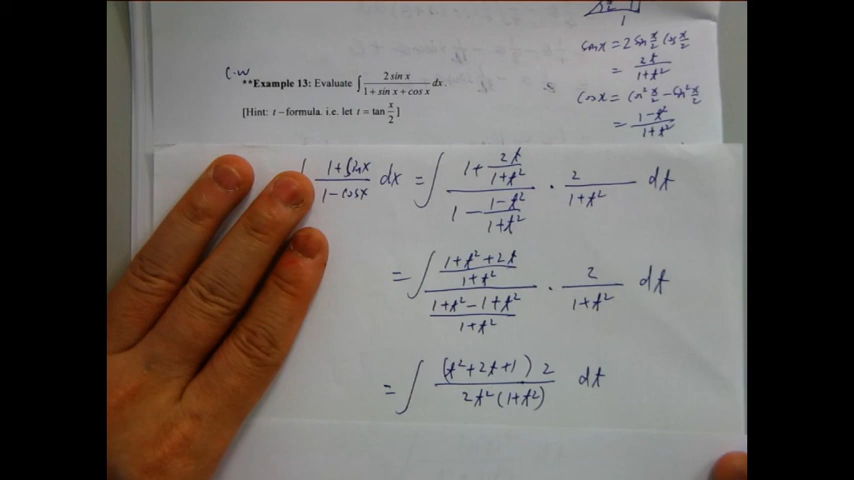 C.W
**Example 13: Evaluate ∫ 2 sin x / (1 + sin x + cos x) dx.
[Hint: t – formula. i.e. let t = tan x/2]
1
sin x = 2 sin x/2 cos x/2
= 2t / (1+t²)
cos x = cos² x/2 − sin² x/2
= (1−t²) / (1+t²)
∫ (1 + sin x) / (1 − cos x) dx = ∫ (1 + 2t/(1+t²)) / (1 − (1−t²)/(1+t²)) · 2/(1+t²) dt
= ∫ ((1+t²+2t)/(1+t²)) / ((1+t²−1+t²)/(1+t²)) · 2/(1+t²) dt
= ∫ (t²+2t+1) 2 / (2t²(1+t²)) dt